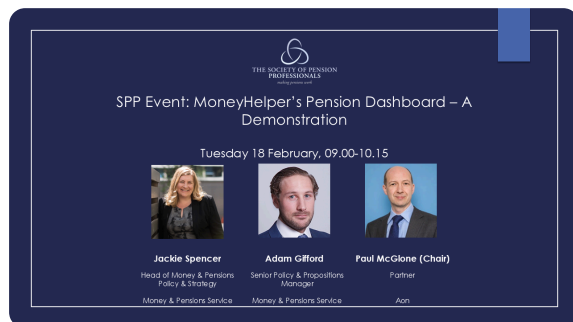 THE SOCIETY OF PENSION
PROFESSIONALS
making pensions work
SPP Event: MoneyHelper's Pension Dashboard – A
Demonstration
Tuesday 18 February, 09.00-10.15
Jackie Spencer
Adam Gifford
Paul McGlone (Chair)
Head of Money & Pensions
Policy & Strategy
Senior Policy & Propositions
Manager
Partner
Money & Pensions Service
Money & Pensions Service
Aon